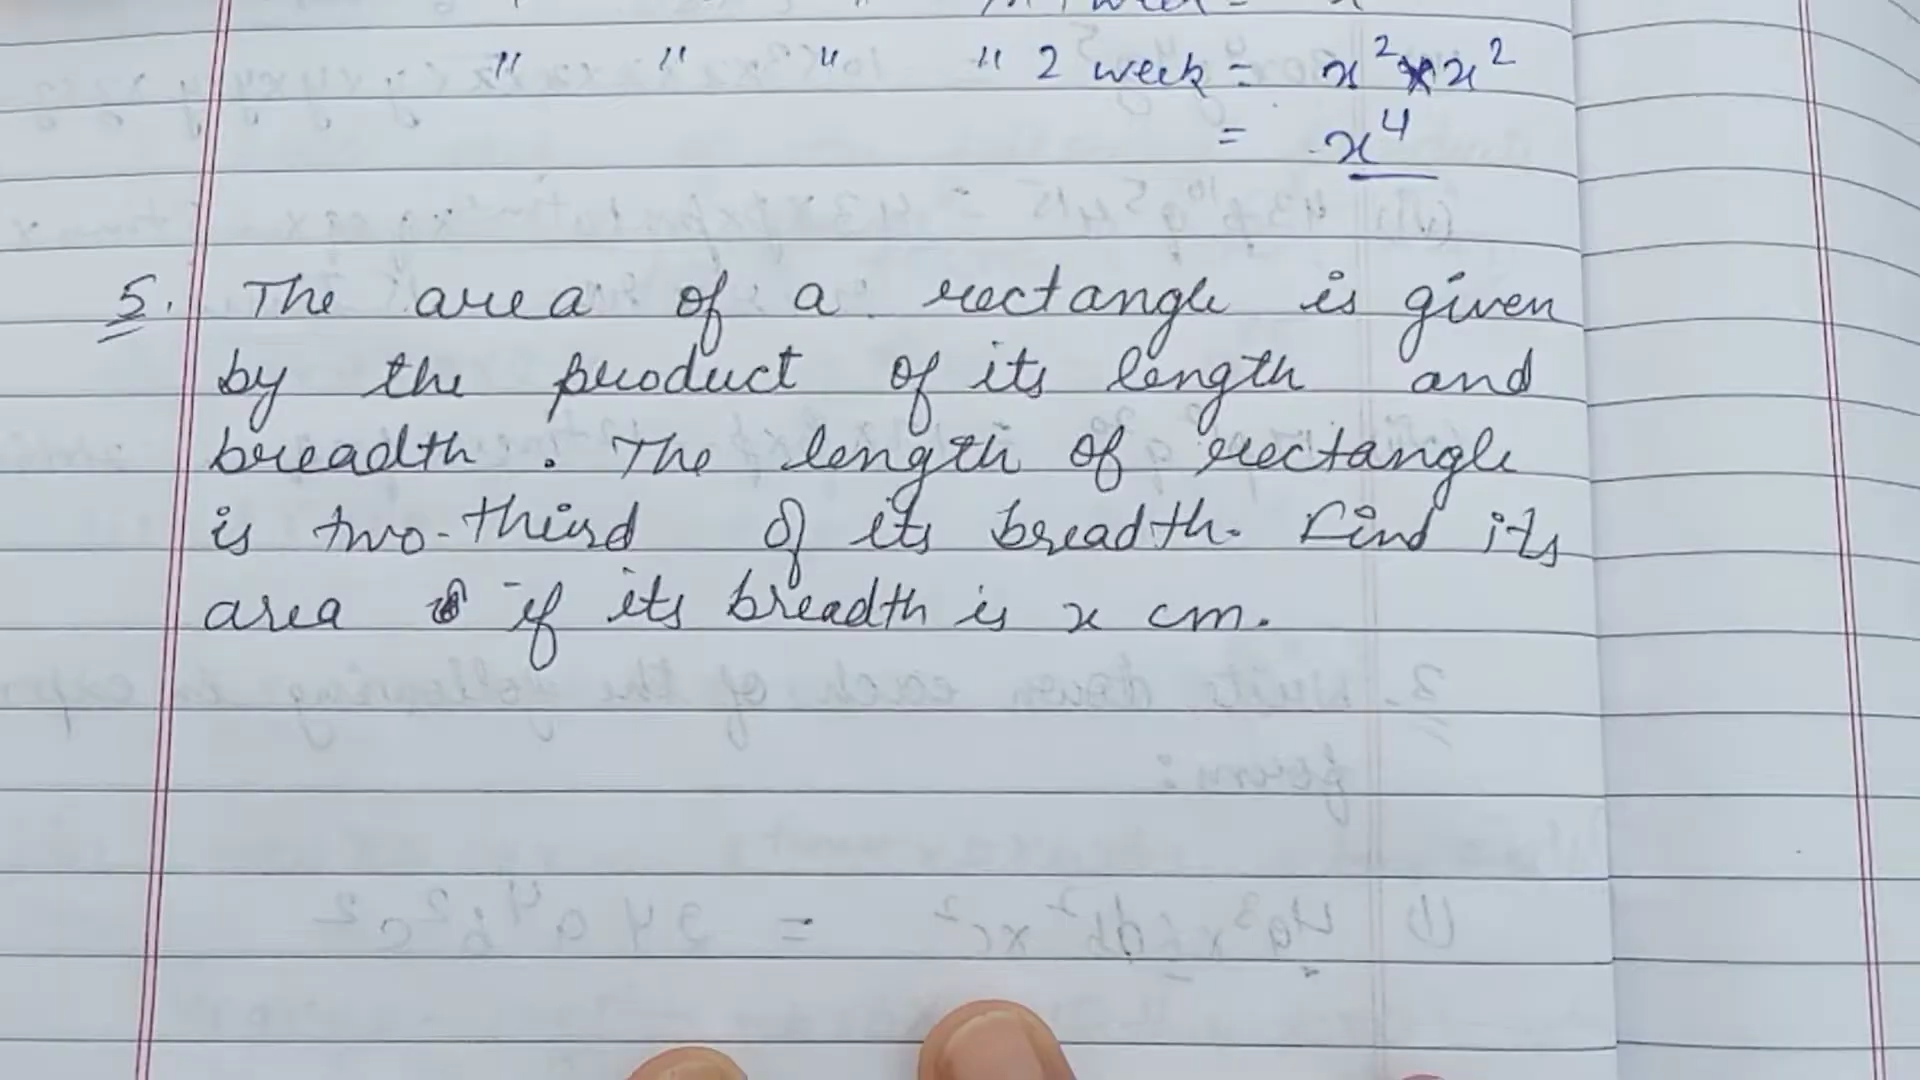 " " " " 2 week = x² × x²
= x⁴
5. The area of a rectangle is given
by the product of its length and
breadth. The length of rectangle
is two-third of its breadth. Find its
area if its breadth is x cm.